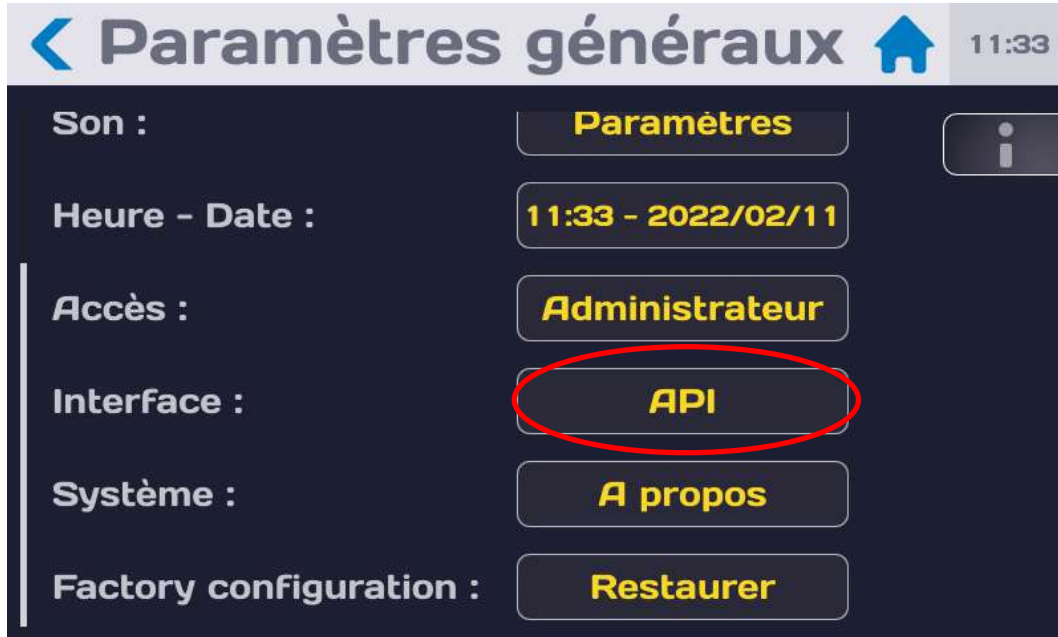 Paramètres généraux 11:33
Son : Paramètres
Heure - Date : 11:33 - 2022/02/11
Accès : Administrateur
Interface : API
Système : A propos
Factory configuration : Restaurer